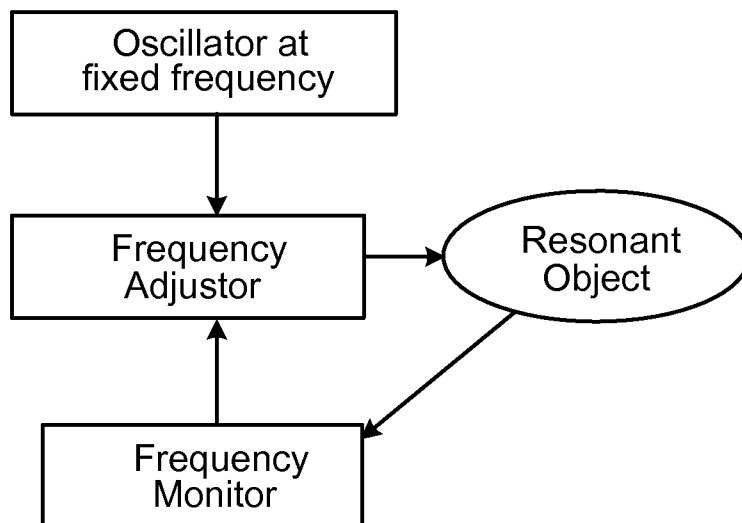 Oscillator at
fixed frequency
Frequency
Adjustor
Resonant
Object
Frequency
Monitor